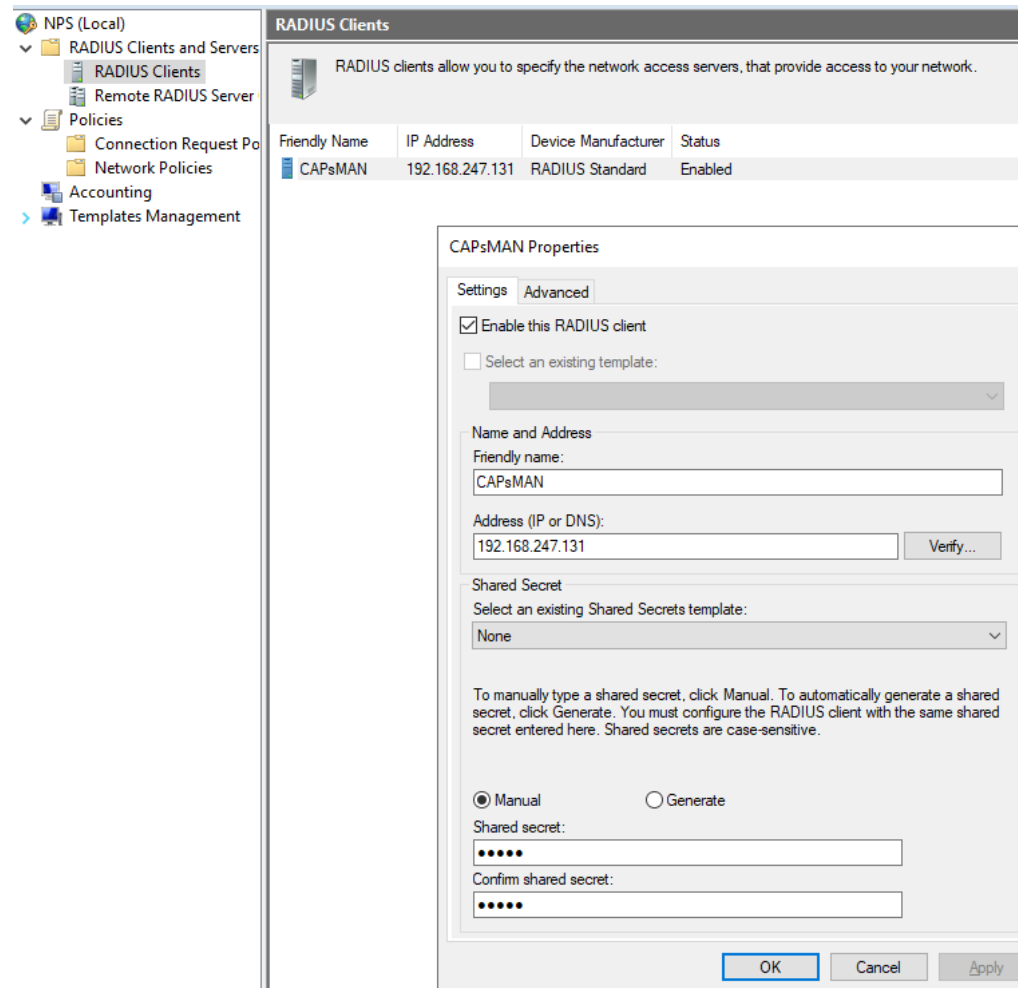 NPS (Local)
RADIUS Clients and Servers
RADIUS Clients
Remote RADIUS Server
Policies
Connection Request Po
Network Policies
Accounting
Templates Management
RADIUS Clients
RADIUS clients allow you to specify the network access servers, that provide access to your network.
Friendly Name IP Address Device Manufacturer Status
CAPsMAN 192.168.247.131 RADIUS Standard Enabled
CAPsMAN Properties
Settings Advanced
Enable this RADIUS client
Select an existing template:
Name and Address
Friendly name:
CAPsMAN
Address (IP or DNS):
192.168.247.131 Verify...
Shared Secret
Select an existing Shared Secrets template:
None
To manually type a shared secret, click Manual. To automatically generate a shared
secret, click Generate. You must configure the RADIUS client with the same shared
secret entered here. Shared secrets are case-sensitive.
Manual Generate
Shared secret:
●●●●●
Confirm shared secret:
●●●●●
OK Cancel Apply